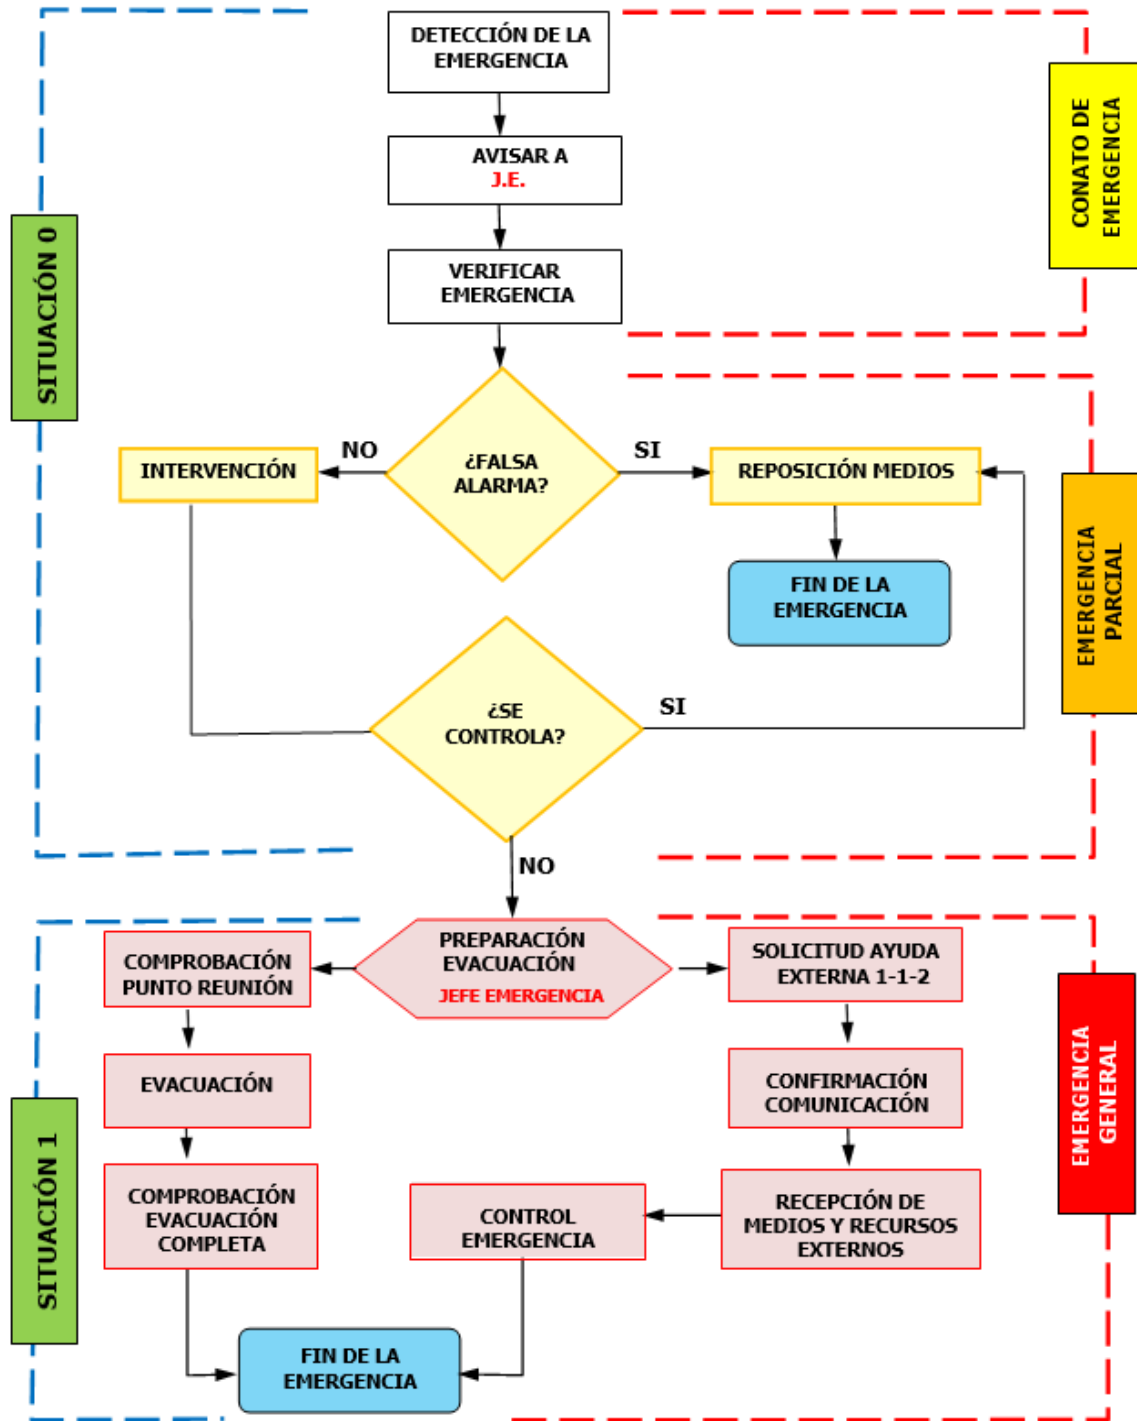 DETECCIÓN DE LA
EMERGENCIA
AVISAR A
J.E.
VERIFICAR
EMERGENCIA
CONATO DE
EMERGENCIA
SITUACIÓN 0
¿FALSA
ALARMA?
NO
SI
INTERVENCIÓN
REPOSICIÓN MEDIOS
FIN DE LA
EMERGENCIA
EMERGENCIA
PARCIAL
¿SE
CONTROLA?
SI
NO
PREPARACIÓN
EVACUACIÓN
JEFE EMERGENCIA
COMPROBACIÓN
PUNTO REUNIÓN
SOLICITUD AYUDA
EXTERNA 1-1-2
EVACUACIÓN
CONFIRMACIÓN
COMUNICACIÓN
EMERGENCIA
GENERAL
SITUACIÓN 1
COMPROBACIÓN
EVACUACIÓN
COMPLETA
CONTROL
EMERGENCIA
RECEPCIÓN DE
MEDIOS Y RECURSOS
EXTERNOS
FIN DE LA
EMERGENCIA